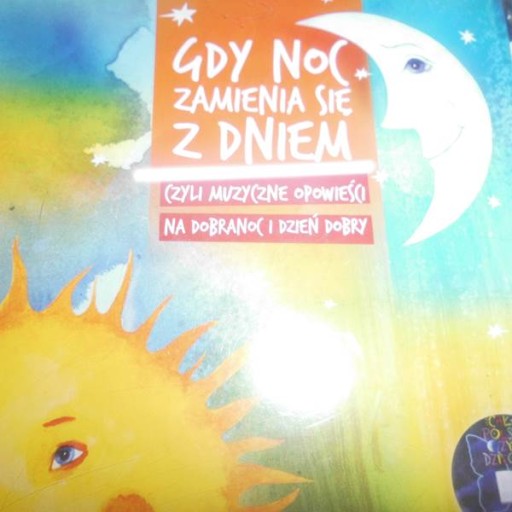 GDY NOC
ZAMIENIA SIĘ
Z DNIEM
CZYLI MUZYCZNE OPOWIEŚCI
NA DOBRANOC I DZIEŃ DOBRY